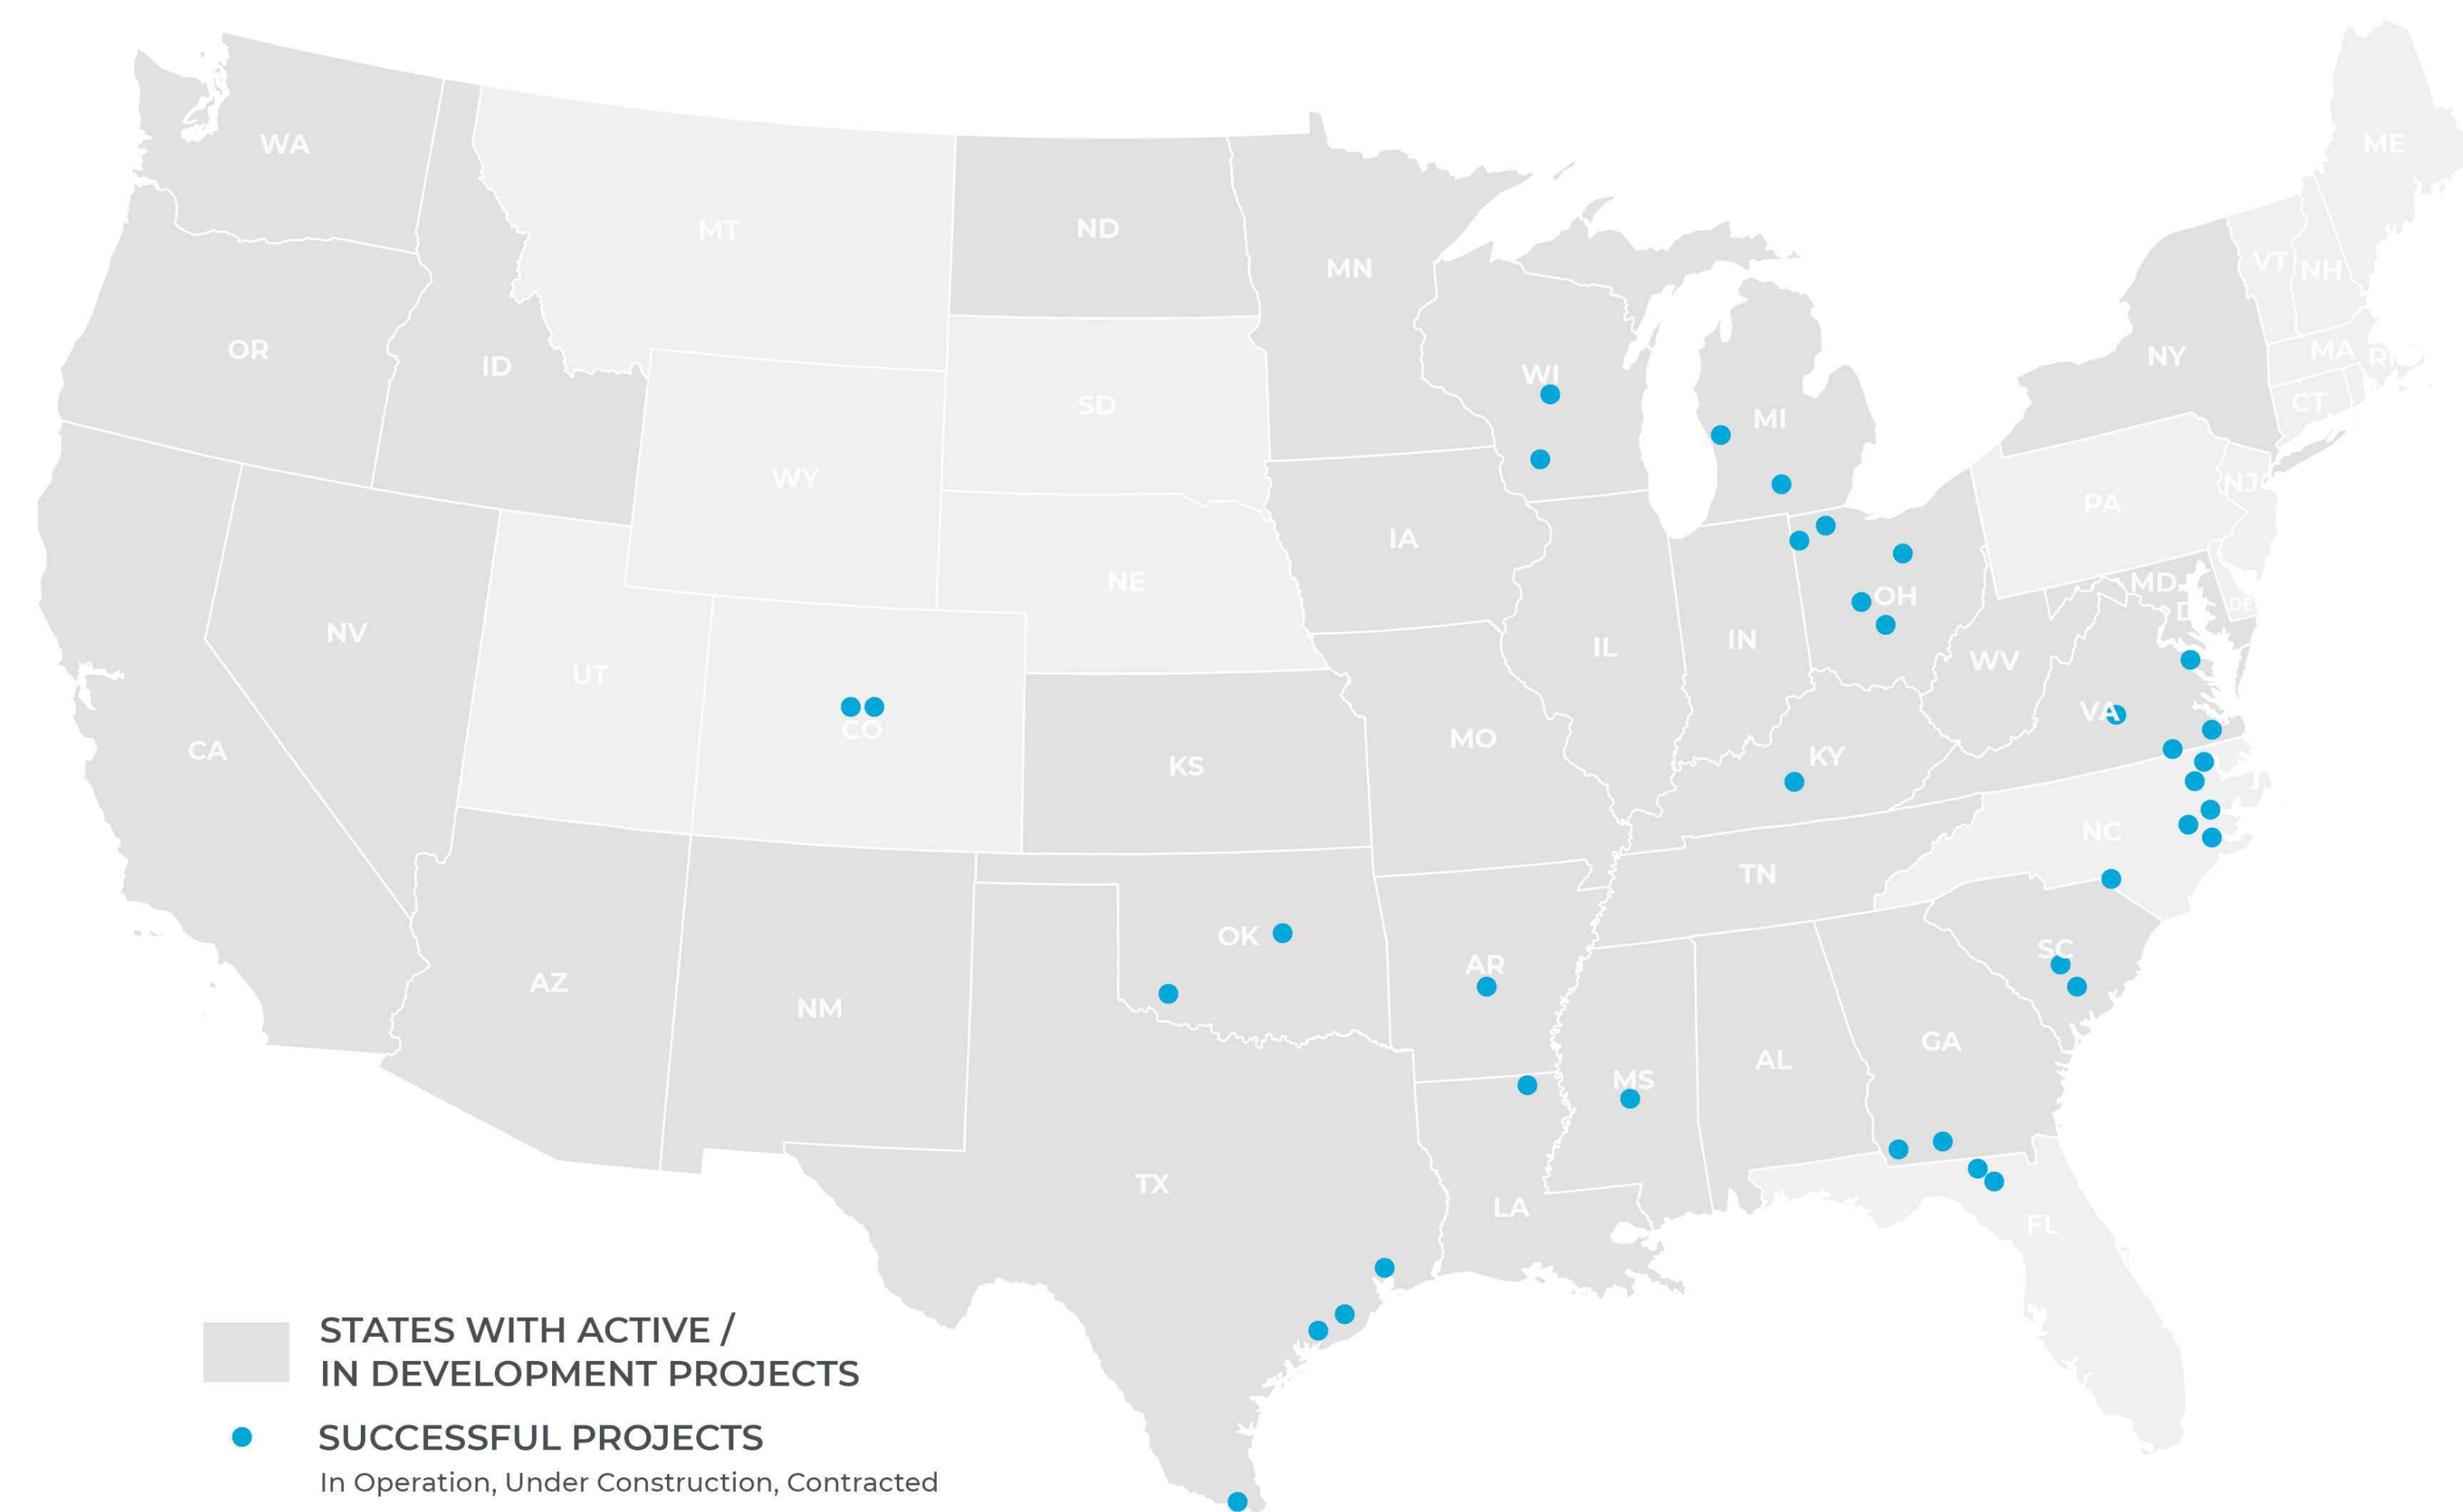 WA
MT
ND
MN
ME
VT
NH
OR
ID
WI
NY
MA
SD
MI
CT
WY
NJ
PA
IA
NE
MD
DE
OH
NV
IL
IN
UT
WV
VA
CO
CA
KS
MO
KY
NC
TN
OK
AR
SC
AZ
NM
GA
AL
MS
TX
LA
FL
STATES WITH ACTIVE /
IN DEVELOPMENT PROJECTS
SUCCESSFUL PROJECTS
In Operation, Under Construction, Contracted